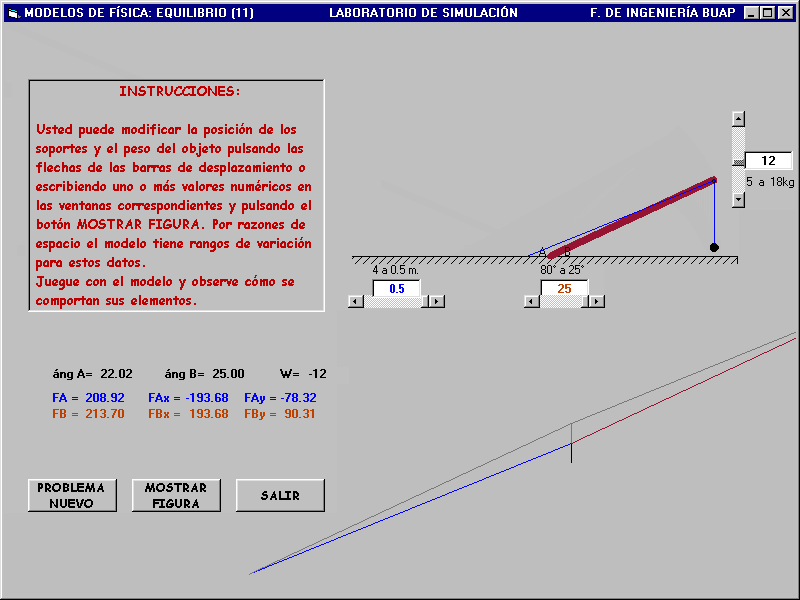 MODELOS DE FÍSICA: EQUILIBRIO (11) LABORATORIO DE SIMULACIÓN F. DE INGENIERÍA BUAP
INSTRUCCIONES:
Usted puede modificar la posición de los
soportes y el peso del objeto pulsando las
flechas de las barras de desplazamiento o
escribiendo uno o más valores numéricos en
las ventanas correspondientes y pulsando el
botón MOSTRAR FIGURA. Por razones de
espacio el modelo tiene rangos de variación
para estos datos.
Juegue con el modelo y observe cómo se
comportan sus elementos.
12
5 a 18kg
A B
4 a 0.5 m. 80° a 25°
0.5 25
áng A= 22.02 áng B= 25.00 W= -12
FA = 208.92 FAx = -193.68 FAy = -78.32
FB = 213.70 FBx = 193.68 FBy = 90.31
PROBLEMA
NUEVO
MOSTRAR
FIGURA
SALIR